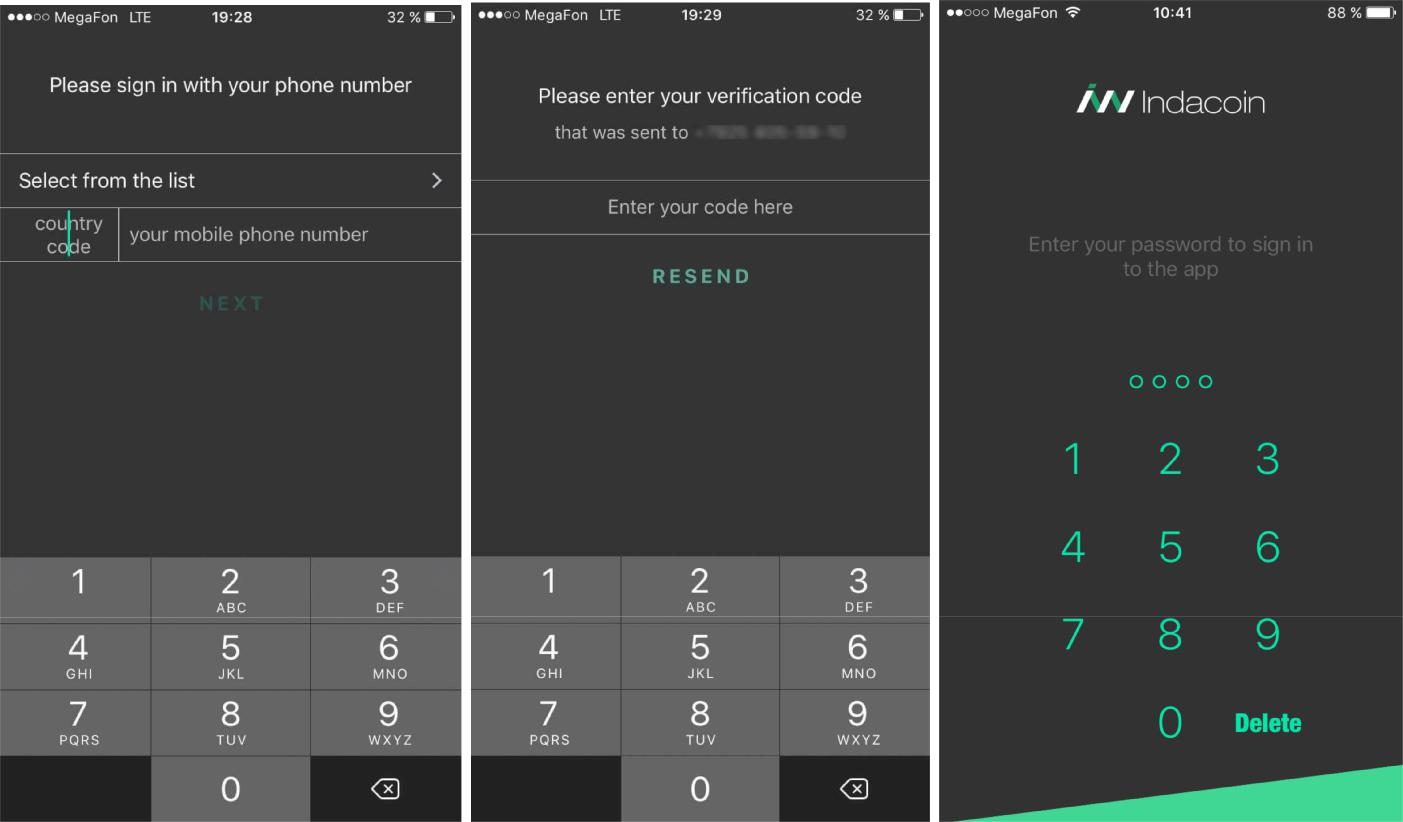 MegaFon LTE 19:28 32 %
Please sign in with your phone number
Select from the list
country
code
your mobile phone number
NEXT
1 2 3
ABC DEF
4 5 6
GHI JKL MNO
7 8 9
PQRS TUV WXYZ
0
MegaFon LTE 19:29 32 %
Please enter your verification code
that was sent to
Enter your code here
RESEND
1 2 3
ABC DEF
4 5 6
GHI JKL MNO
7 8 9
PQRS TUV WXYZ
0
MegaFon 10:41 88 %
Indacoin
Enter your password to sign in
to the app
1 2 3
4 5 6
7 8 9
0 Delete